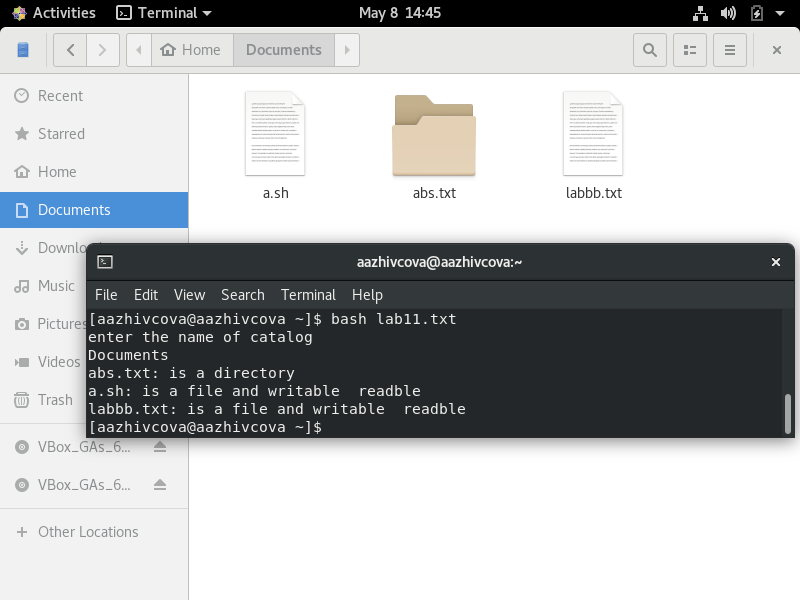 Activities Terminal May 8 14:45
Home Documents
Recent
Starred
Home
Documents
Music
Pictures
Videos
Trash
VBox_GAs_6...
VBox_GAs_6...
Other Locations
a.sh abs.txt labbb.txt
aazhivcova@aazhivcova:~
File Edit View Search Terminal Help
[aazhivcova@aazhivcova ~]$ bash lab11.txt
enter the name of catalog
Documents
abs.txt: is a directory
a.sh: is a file and writable  readble
labbb.txt: is a file and writable  readble
[aazhivcova@aazhivcova ~]$